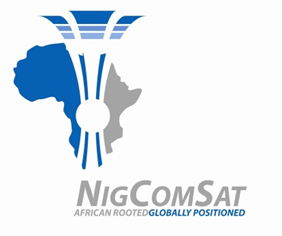 NIGCOMSAT
AFRICAN ROOTED GLOBALLY POSITIONED